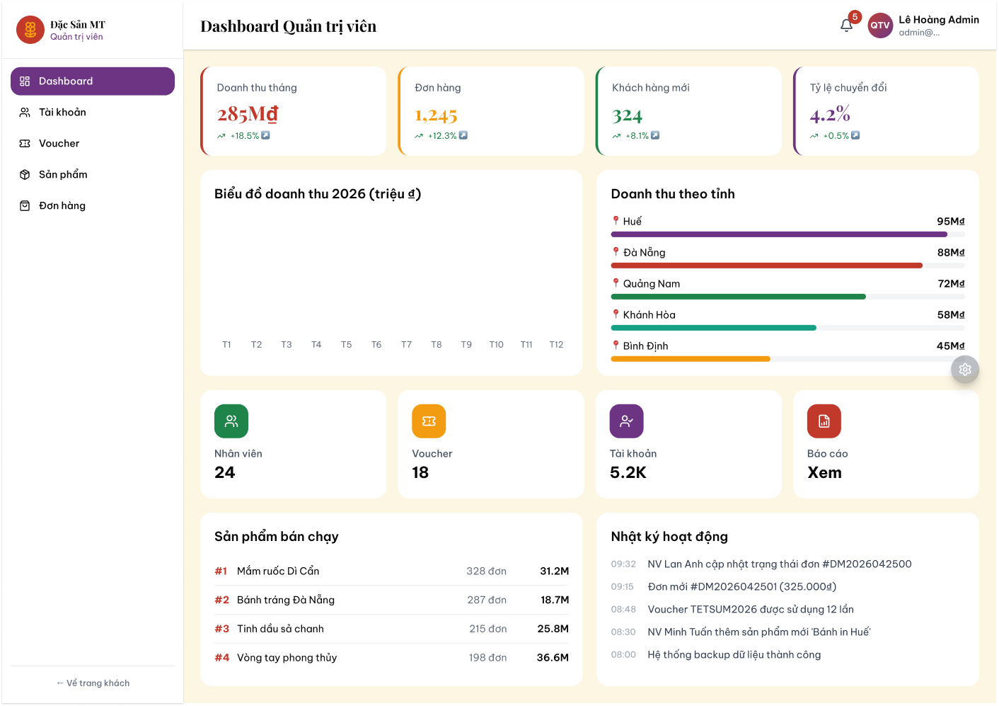 Đặc Sản MT
Quản trị viên
Dashboard
Tài khoản
Voucher
Sản phẩm
Đơn hàng
← Về trang khách
Dashboard Quản trị viên
5
QTV
Lê Hoàng Admin
admin@...
Doanh thu tháng
285M₫
+18.5%
Đơn hàng
1,245
+12.3%
Khách hàng mới
324
+8.1%
Tỷ lệ chuyển đổi
4.2%
+0.5%
Biểu đồ doanh thu 2026 (triệu ₫)
T1 T2 T3 T4 T5 T6 T7 T8 T9 T10 T11 T12
Doanh thu theo tỉnh
Huế 95M₫
Đà Nẵng 88M₫
Quảng Nam 72M₫
Khánh Hòa 58M₫
Bình Định 45M₫
Nhân viên
24
Voucher
18
Tài khoản
5.2K
Báo cáo
Xem
Sản phẩm bán chạy
#1 Mắm ruốc Dì Cẩn 328 đơn 31.2M
#2 Bánh tráng Đà Nẵng 287 đơn 18.7M
#3 Tinh dầu sả chanh 215 đơn 25.8M
#4 Vòng tay phong thủy 198 đơn 36.6M
Nhật ký hoạt động
09:32 NV Lan Anh cập nhật trạng thái đơn #DM2026042500
09:15 Đơn mới #DM2026042501 (325.000₫)
08:48 Voucher TETSUM2026 được sử dụng 12 lần
08:30 NV Minh Tuấn thêm sản phẩm mới 'Bánh in Huế'
08:00 Hệ thống backup dữ liệu thành công